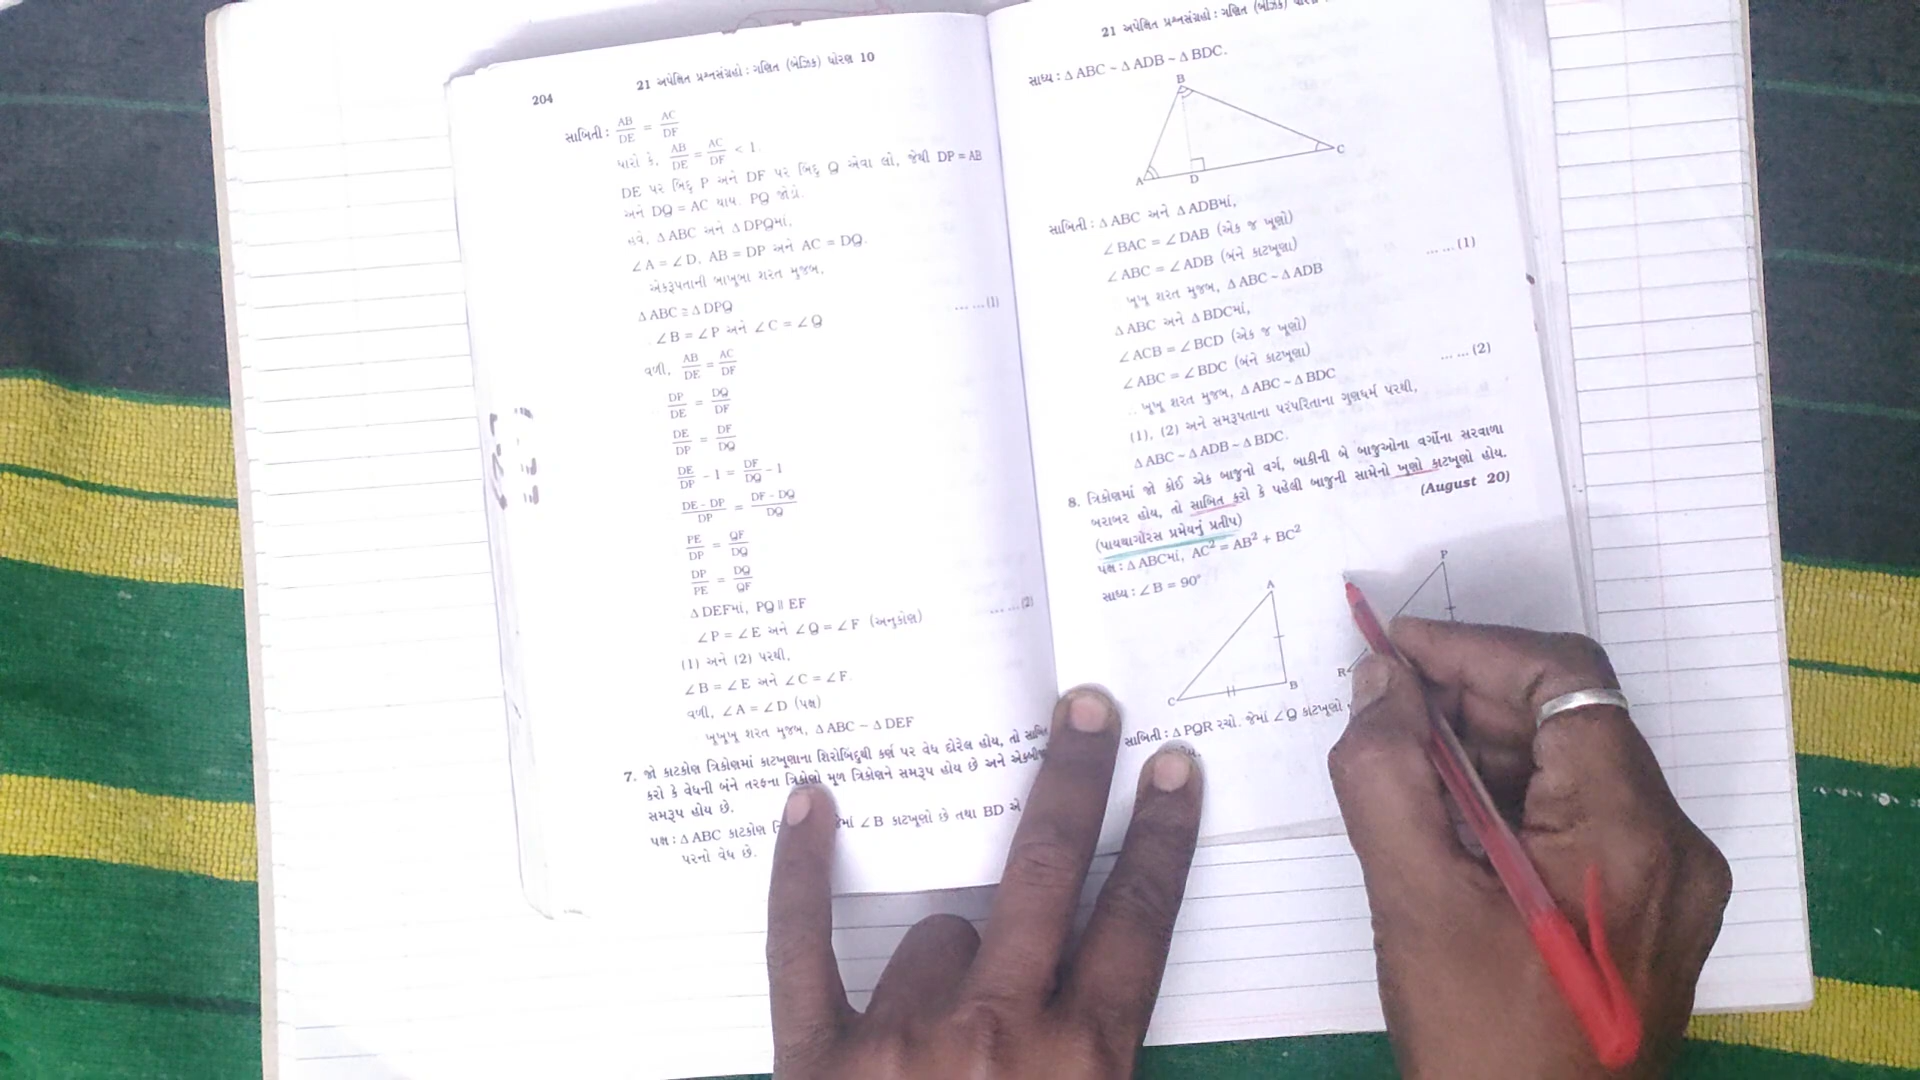 21 અપેક્ષિત પ્રશ્નસંગ્રહો : ગણિત (બેઝિક) ધોરણ 10
204
સાબિતી : AB/DE = AC/DF
ધારો કે, AB/DE = AC/DF < 1.
DE પર બિંદુ P અને DF પર બિંદુ Q એવા લો, જેથી DP = AB
અને DQ = AC થાય. PQ જોડો.
હવે, Δ ABC અને Δ DPQમાં,
∠ A = ∠ D, AB = DP અને AC = DQ.
એકરૂપતાની બાખૂબા શરત મુજબ,
Δ ABC ≅ Δ DPQ
∠ B = ∠ P અને ∠ C = ∠ Q ... ... (1)
વળી, AB/DE = AC/DF
DP/DE = DQ/DF
DE/DP = DF/DQ
DE/DP - 1 = DF/DQ - 1
DE - DP/DP = DF - DQ/DQ
PE/DP = QF/DQ
DP/PE = DQ/QF
Δ DEFમાં, PQ || EF
∠ P = ∠ E અને ∠ Q = ∠ F (અનુકોણ) ... ... (2)
(1) અને (2) પરથી,
∠ B = ∠ E અને ∠ C = ∠ F.
વળી, ∠ A = ∠ D (પક્ષ)
ખૂખૂખૂ શરત મુજબ, Δ ABC ~ Δ DEF
7. જો કાટકોણ ત્રિકોણમાં કાટખૂણાના શિરોબિંદુથી કર્ણ પર વેધ દોરેલ હોય, તો સાબિત
કરો કે વેધની બંને તરફના ત્રિકોણો મૂળ ત્રિકોણને સમરૂપ હોય છે અને
સમરૂપ હોય છે.
પક્ષ : Δ ABC કાટકોણ ∠ B કાટખૂણો છે તથા BD એ
પરનો વેધ છે.
21 અપેક્ષિત પ્રશ્નસંગ્રહો : ગણિત (બેઝિક)
સાધ્ય : Δ ABC ~ Δ ADB ~ Δ BDC.
B
A
D
C
સાબિતી : Δ ABC અને Δ ADBમાં,
∠ BAC = ∠ DAB (એક જ ખૂણો)
∠ ABC = ∠ ADB (બંને કાટખૂણા)
ખૂખૂ શરત મુજબ, Δ ABC ~ Δ ADB ... ... (1)
Δ ABC અને Δ BDCમાં,
∠ ACB = ∠ BCD (એક જ ખૂણો)
∠ ABC = ∠ BDC (બંને કાટખૂણા)
ખૂખૂ શરત મુજબ, Δ ABC ~ Δ BDC ... ... (2)
(1), (2) અને સમરૂપતાના પરંપરિતાના ગુણધર્મ પરથી,
Δ ABC ~ Δ ADB ~ Δ BDC.
8. ત્રિકોણમાં જો કોઈ એક બાજુનો વર્ગ, બાકીની બે બાજુઓના વર્ગોના સરવાળા
બરાબર હોય, તો સાબિત કરો કે પહેલી બાજુની સામેનો ખૂણો કાટખૂણો હોય.
(પાયથાગોરસ પ્રમેયનું પ્રતીપ) (August 20)
પક્ષ : Δ ABCમાં, AC² = AB² + BC²
સાધ્ય : ∠ B = 90°
A
B
C
P
R
સાબિતી : Δ PQR રચો. જેમાં ∠ Q કાટખૂણો